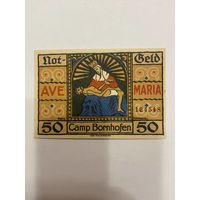 Not- Geld
AVE MARIA
50 Camp Bornhofen 50